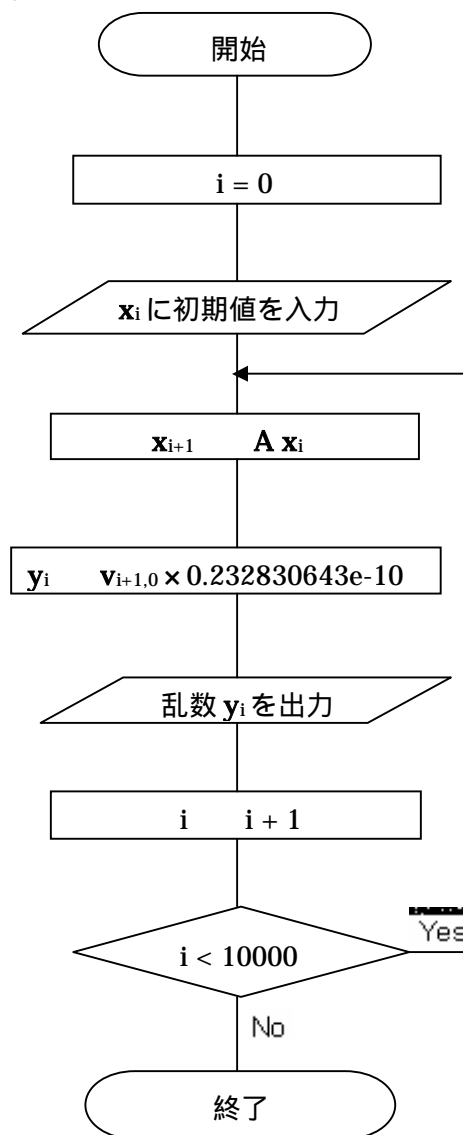 開始
i = 0
xi に初期値を入力
xi+1 A xi
yi vi+1,0 × 0.232830643e-10
乱数 yi を出力
i i + 1
i < 10000
Yes
No
終了